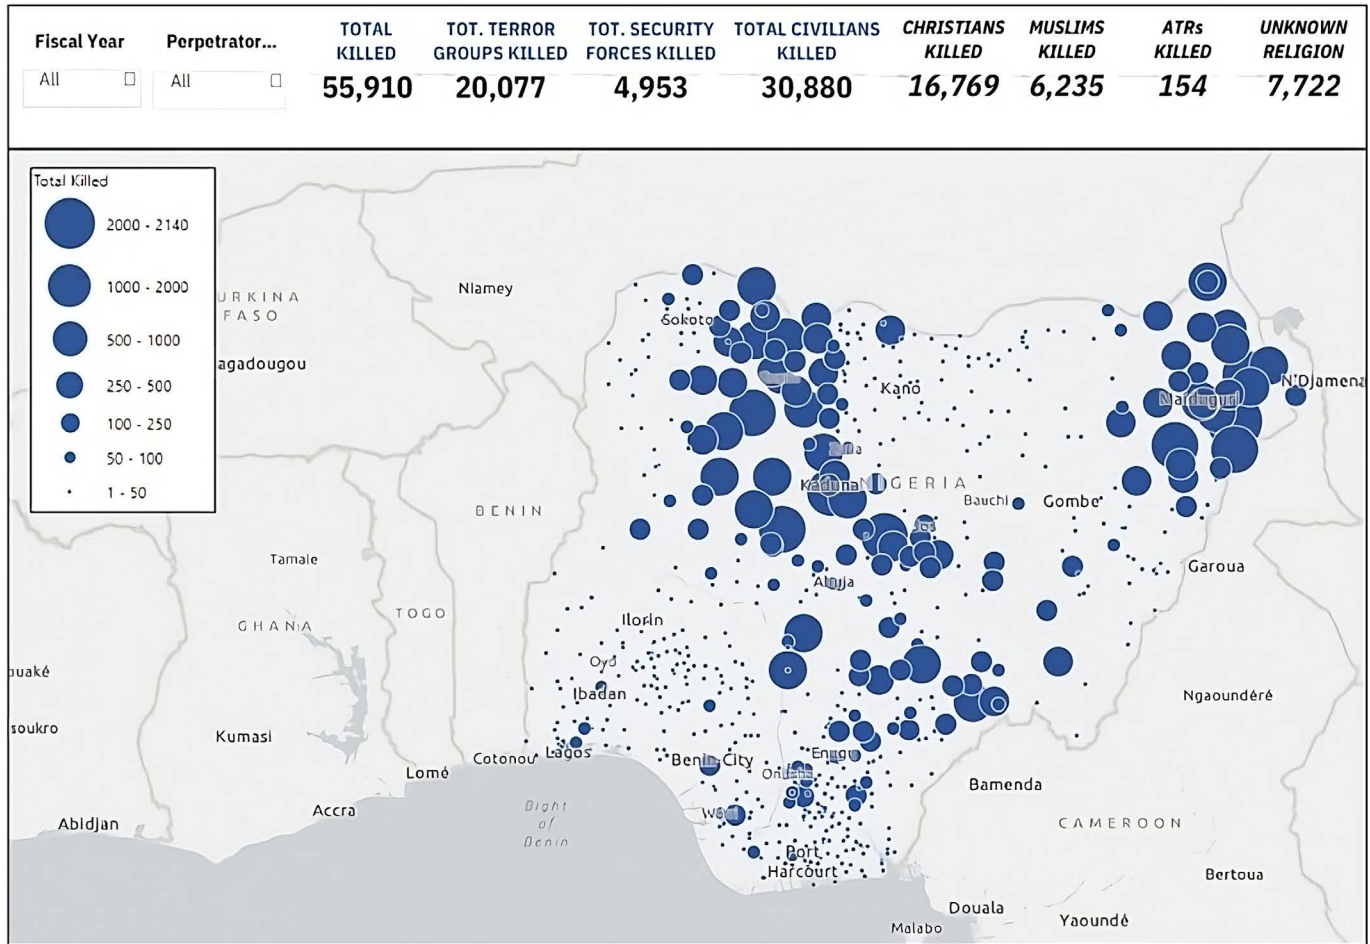 Fiscal Year
All
Perpetrator...
All
TOTAL
KILLED
55,910
TOT. TERROR
GROUPS KILLED
20,077
TOT. SECURITY
FORCES KILLED
4,953
TOTAL CIVILIANS
KILLED
30,880
CHRISTIANS
KILLED
16,769
MUSLIMS
KILLED
6,235
ATRs
KILLED
154
UNKNOWN
RELIGION
7,722
Total Killed
2000 - 2140
1000 - 2000
500 - 1000
250 - 500
100 - 250
50 - 100
1 - 50
URKINA
FASO
agadougou
Niamey
Sokoto
Kano
N'Djamena
Maiduguri
Kaduna
NIGERIA
Bauchi
Gombe
BENIN
Jos
Tamale
Abuja
Garoua
TOGO
GHANA
Ilorin
Oyo
ouaké
Ibadan
Ngaoundéré
soukro
Kumasi
Lagos
Cotonou
Benin City
Enugu
Lomé
Bamenda
Accra
Bight
of
Benin
Abidjan
CAMEROON
Port
Harcourt
Bertoua
Douala
Malabo
Yaoundé